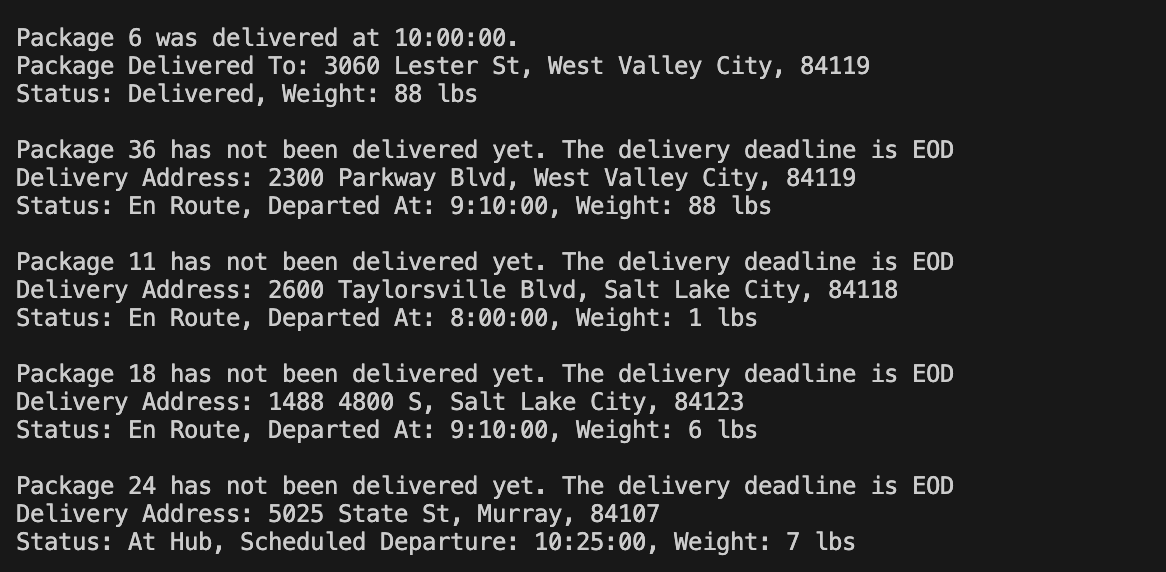 Package 6 was delivered at 10:00:00.
Package Delivered To: 3060 Lester St, West Valley City, 84119
Status: Delivered, Weight: 88 lbs
Package 36 has not been delivered yet. The delivery deadline is EOD
Delivery Address: 2300 Parkway Blvd, West Valley City, 84119
Status: En Route, Departed At: 9:10:00, Weight: 88 lbs
Package 11 has not been delivered yet. The delivery deadline is EOD
Delivery Address: 2600 Taylorsville Blvd, Salt Lake City, 84118
Status: En Route, Departed At: 8:00:00, Weight: 1 lbs
Package 18 has not been delivered yet. The delivery deadline is EOD
Delivery Address: 1488 4800 S, Salt Lake City, 84123
Status: En Route, Departed At: 9:10:00, Weight: 6 lbs
Package 24 has not been delivered yet. The delivery deadline is EOD
Delivery Address: 5025 State St, Murray, 84107
Status: At Hub, Scheduled Departure: 10:25:00, Weight: 7 lbs